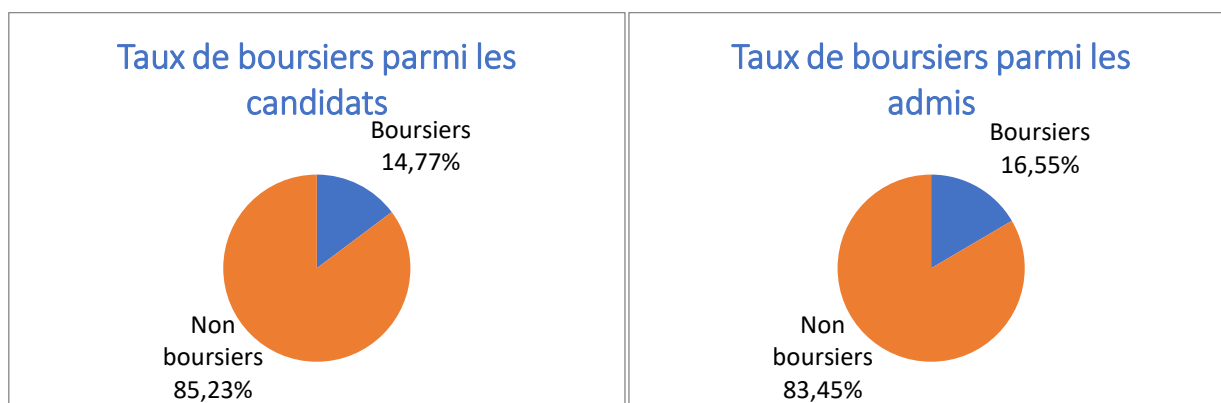 Taux de boursiers parmi les
candidats
Boursiers
14,77%
Non
boursiers
85,23%
Taux de boursiers parmi les
admis
Boursiers
16,55%
Non
boursiers
83,45%